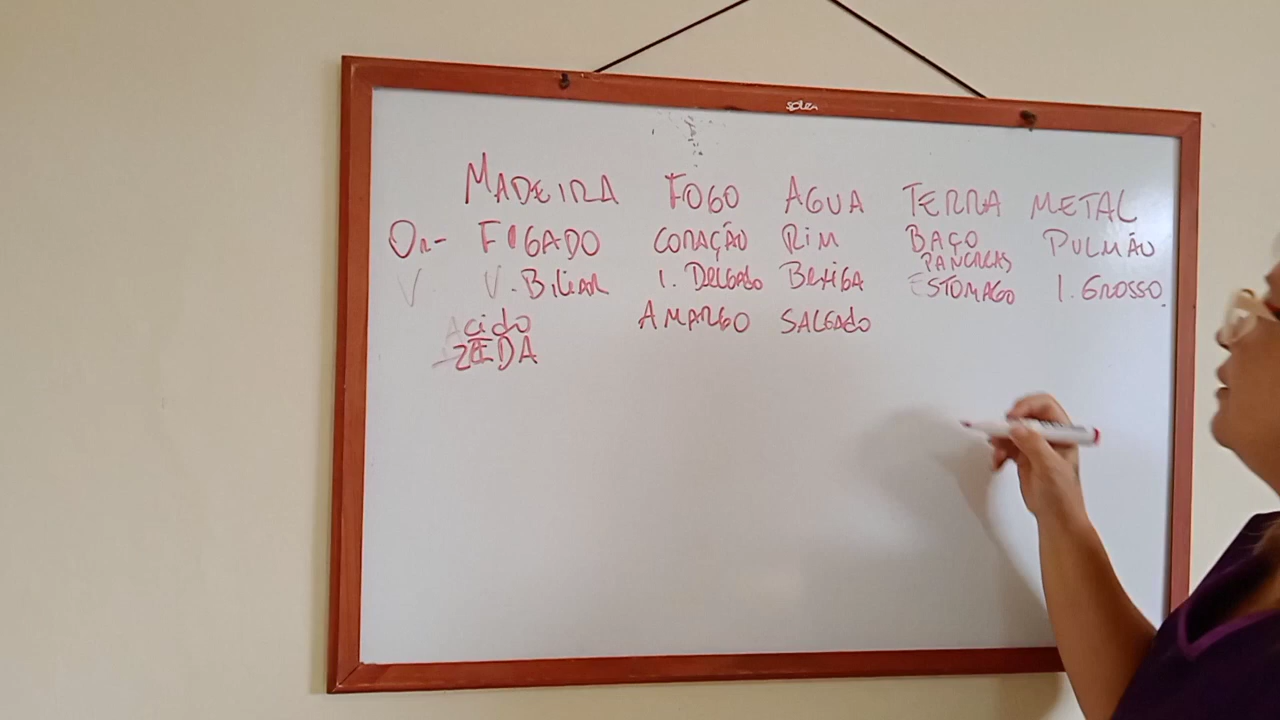 SOUZA
MADEIRA FOGO AGUA TERRA METAL
Or- FIGADO CORAÇÃO RIM BAÇO PULMÃO
PANCREAS
V V. BiliAR I. DELGADO BEXIGA ESTOMAGO I. GROSSO
Acido AMARGO SALGADO
AZEDA